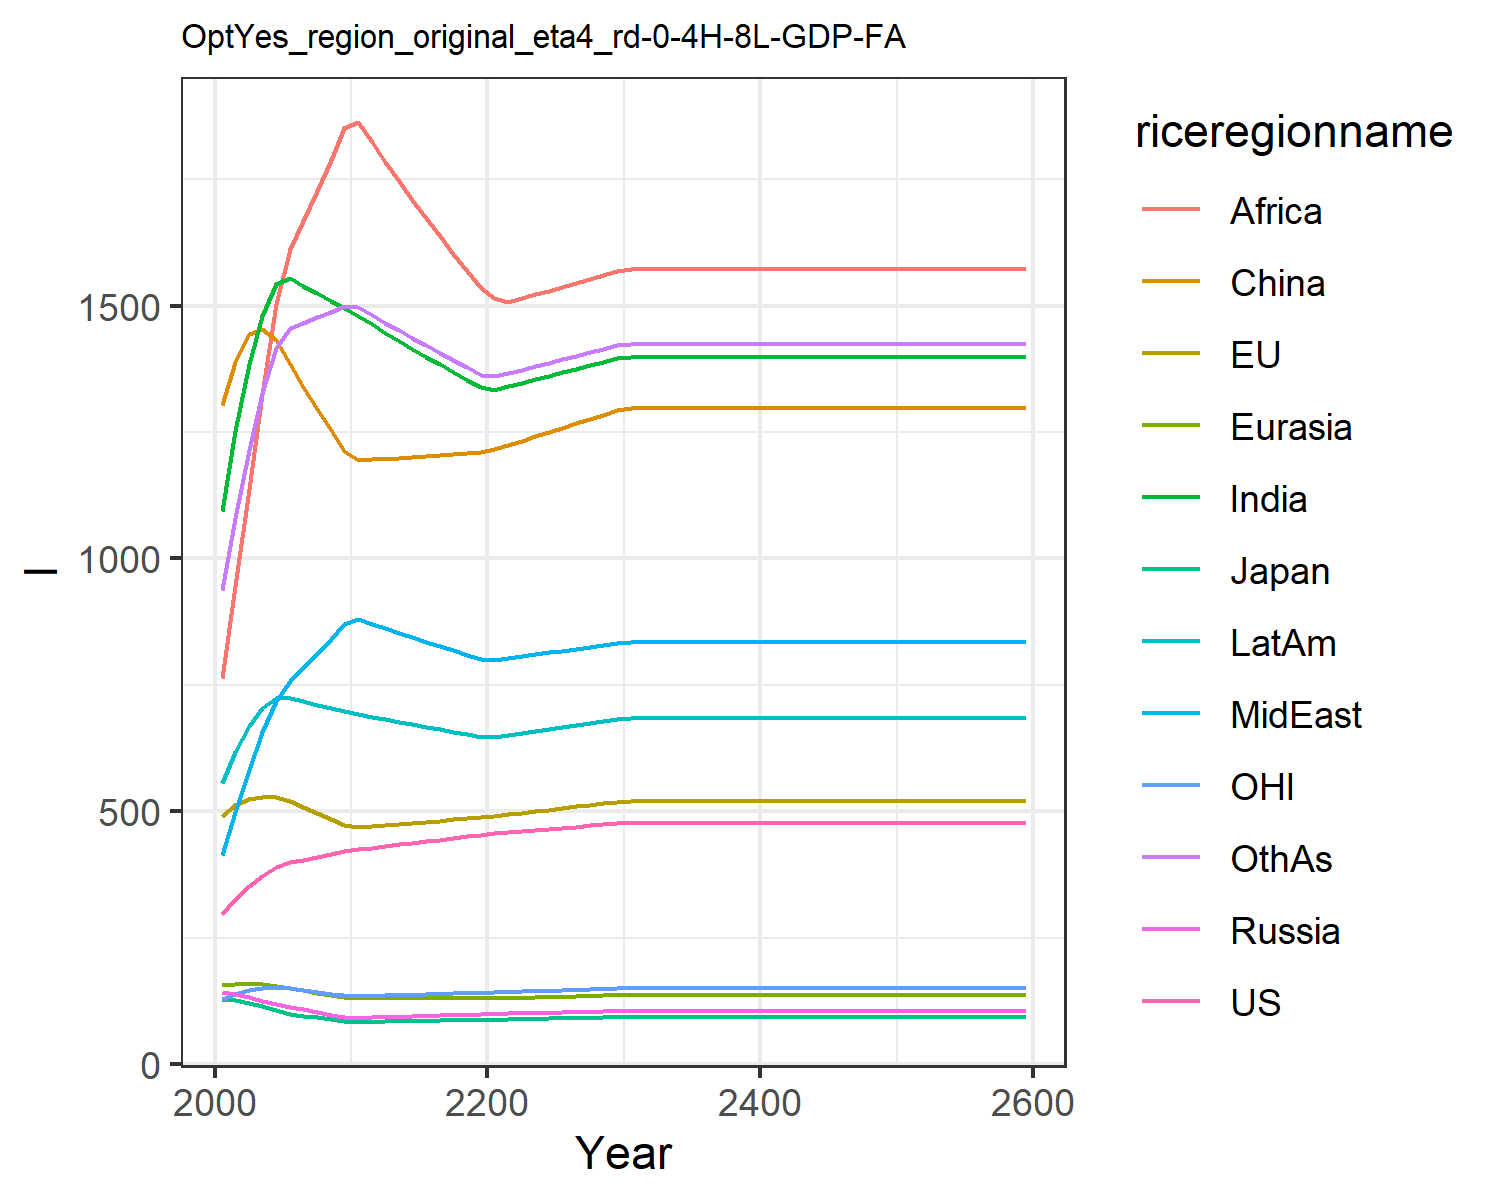 OptYes_region_original_eta4_rd-0-4H-8L-GDP-FA
riceregionname
Africa
China
EU
Eurasia
India
Japan
LatAm
MidEast
OHI
OthAs
Russia
US
l
1500
1000
500
0
2000 2200 2400 2600
Year